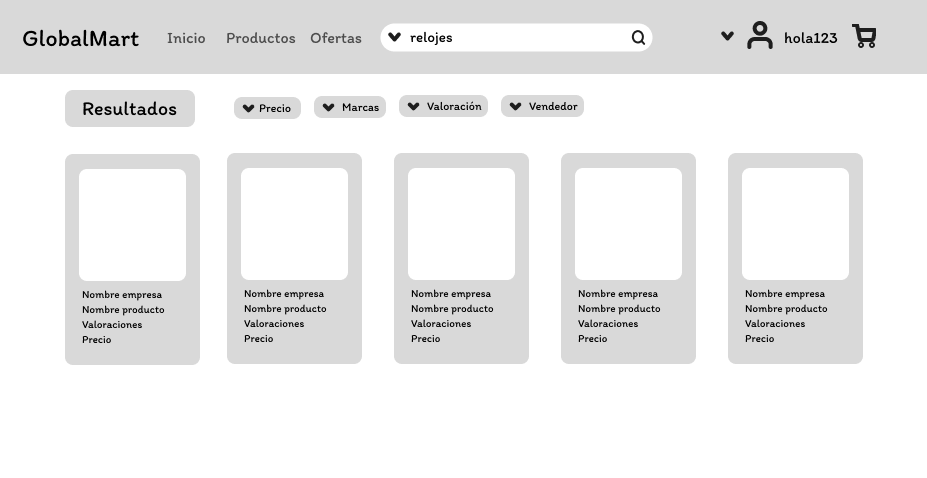 GlobalMart Inicio Productos Ofertas relojes hola123
Resultados Precio Marcas Valoración Vendedor
Nombre empresa
Nombre producto
Valoraciones
Precio
Nombre empresa
Nombre producto
Valoraciones
Precio
Nombre empresa
Nombre producto
Valoraciones
Precio
Nombre empresa
Nombre producto
Valoraciones
Precio
Nombre empresa
Nombre producto
Valoraciones
Precio